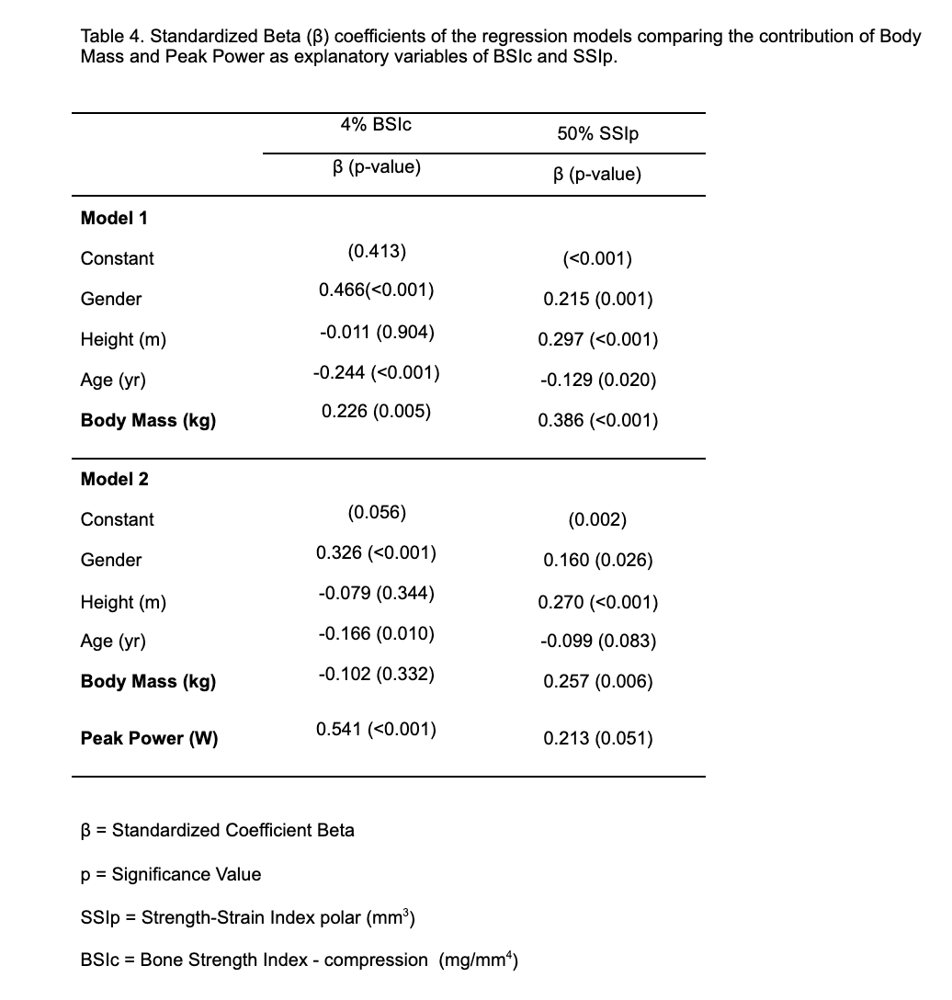 Table 4. Standardized Beta (β) coefficients of the regression models comparing the contribution of Body
Mass and Peak Power as explanatory variables of BSIc and SSIp.
4% BSIc 50% SSIp
β (p-value) β (p-value)
Model 1
Constant (0.413) (<0.001)
Gender 0.466(<0.001) 0.215 (0.001)
Height (m) -0.011 (0.904) 0.297 (<0.001)
Age (yr) -0.244 (<0.001) -0.129 (0.020)
Body Mass (kg) 0.226 (0.005) 0.386 (<0.001)
Model 2
Constant (0.056) (0.002)
Gender 0.326 (<0.001) 0.160 (0.026)
Height (m) -0.079 (0.344) 0.270 (<0.001)
Age (yr) -0.166 (0.010) -0.099 (0.083)
Body Mass (kg) -0.102 (0.332) 0.257 (0.006)
Peak Power (W) 0.541 (<0.001) 0.213 (0.051)
β = Standardized Coefficient Beta
p = Significance Value
SSIp = Strength-Strain Index polar (mm³)
BSIc = Bone Strength Index - compression (mg/mm⁴)